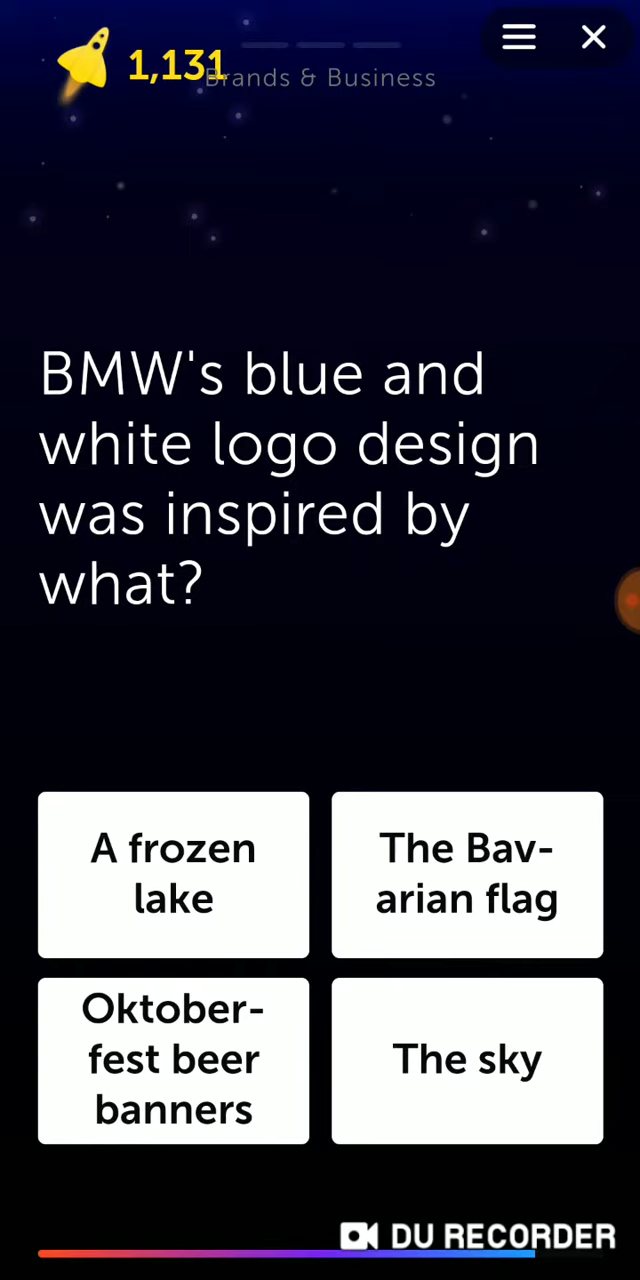 1,131
Brands & Business
BMW's blue and
white logo design
was inspired by
what?
A frozen
lake
The Bav-
arian flag
Oktober-
fest beer
banners
The sky
DU RECORDER